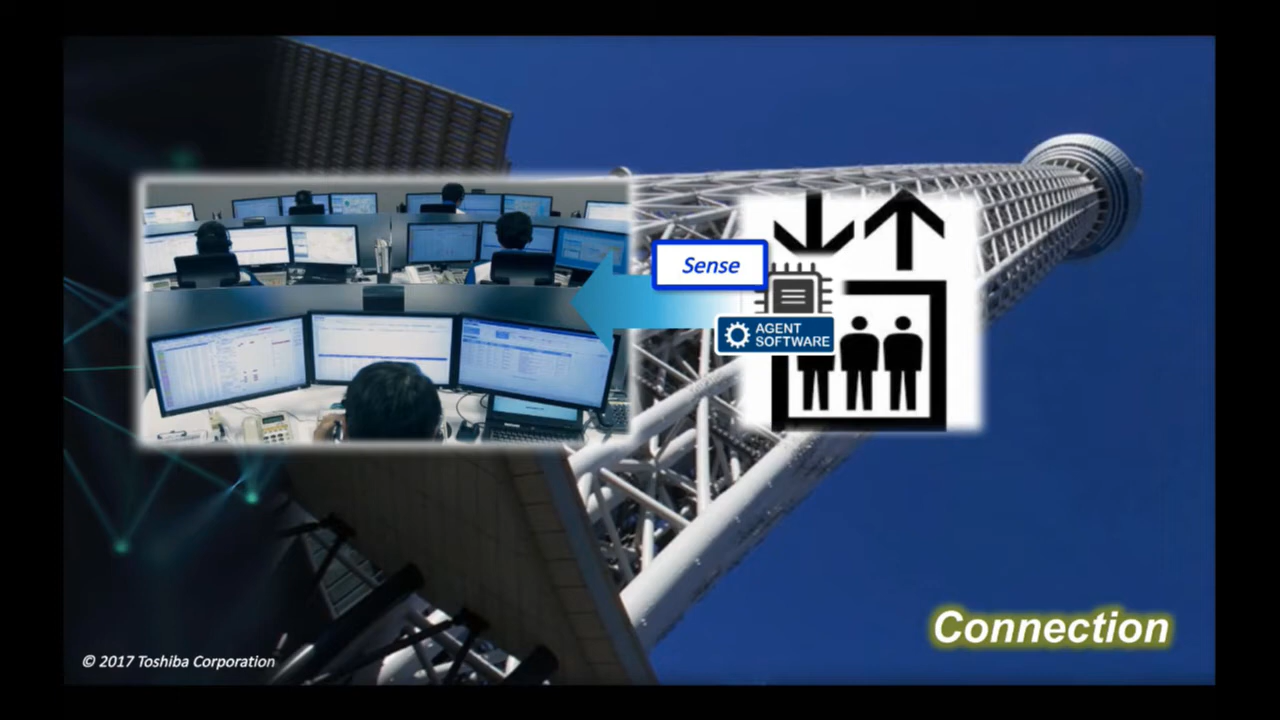 Sense
AGENT
SOFTWARE
Connection
© 2017 Toshiba Corporation